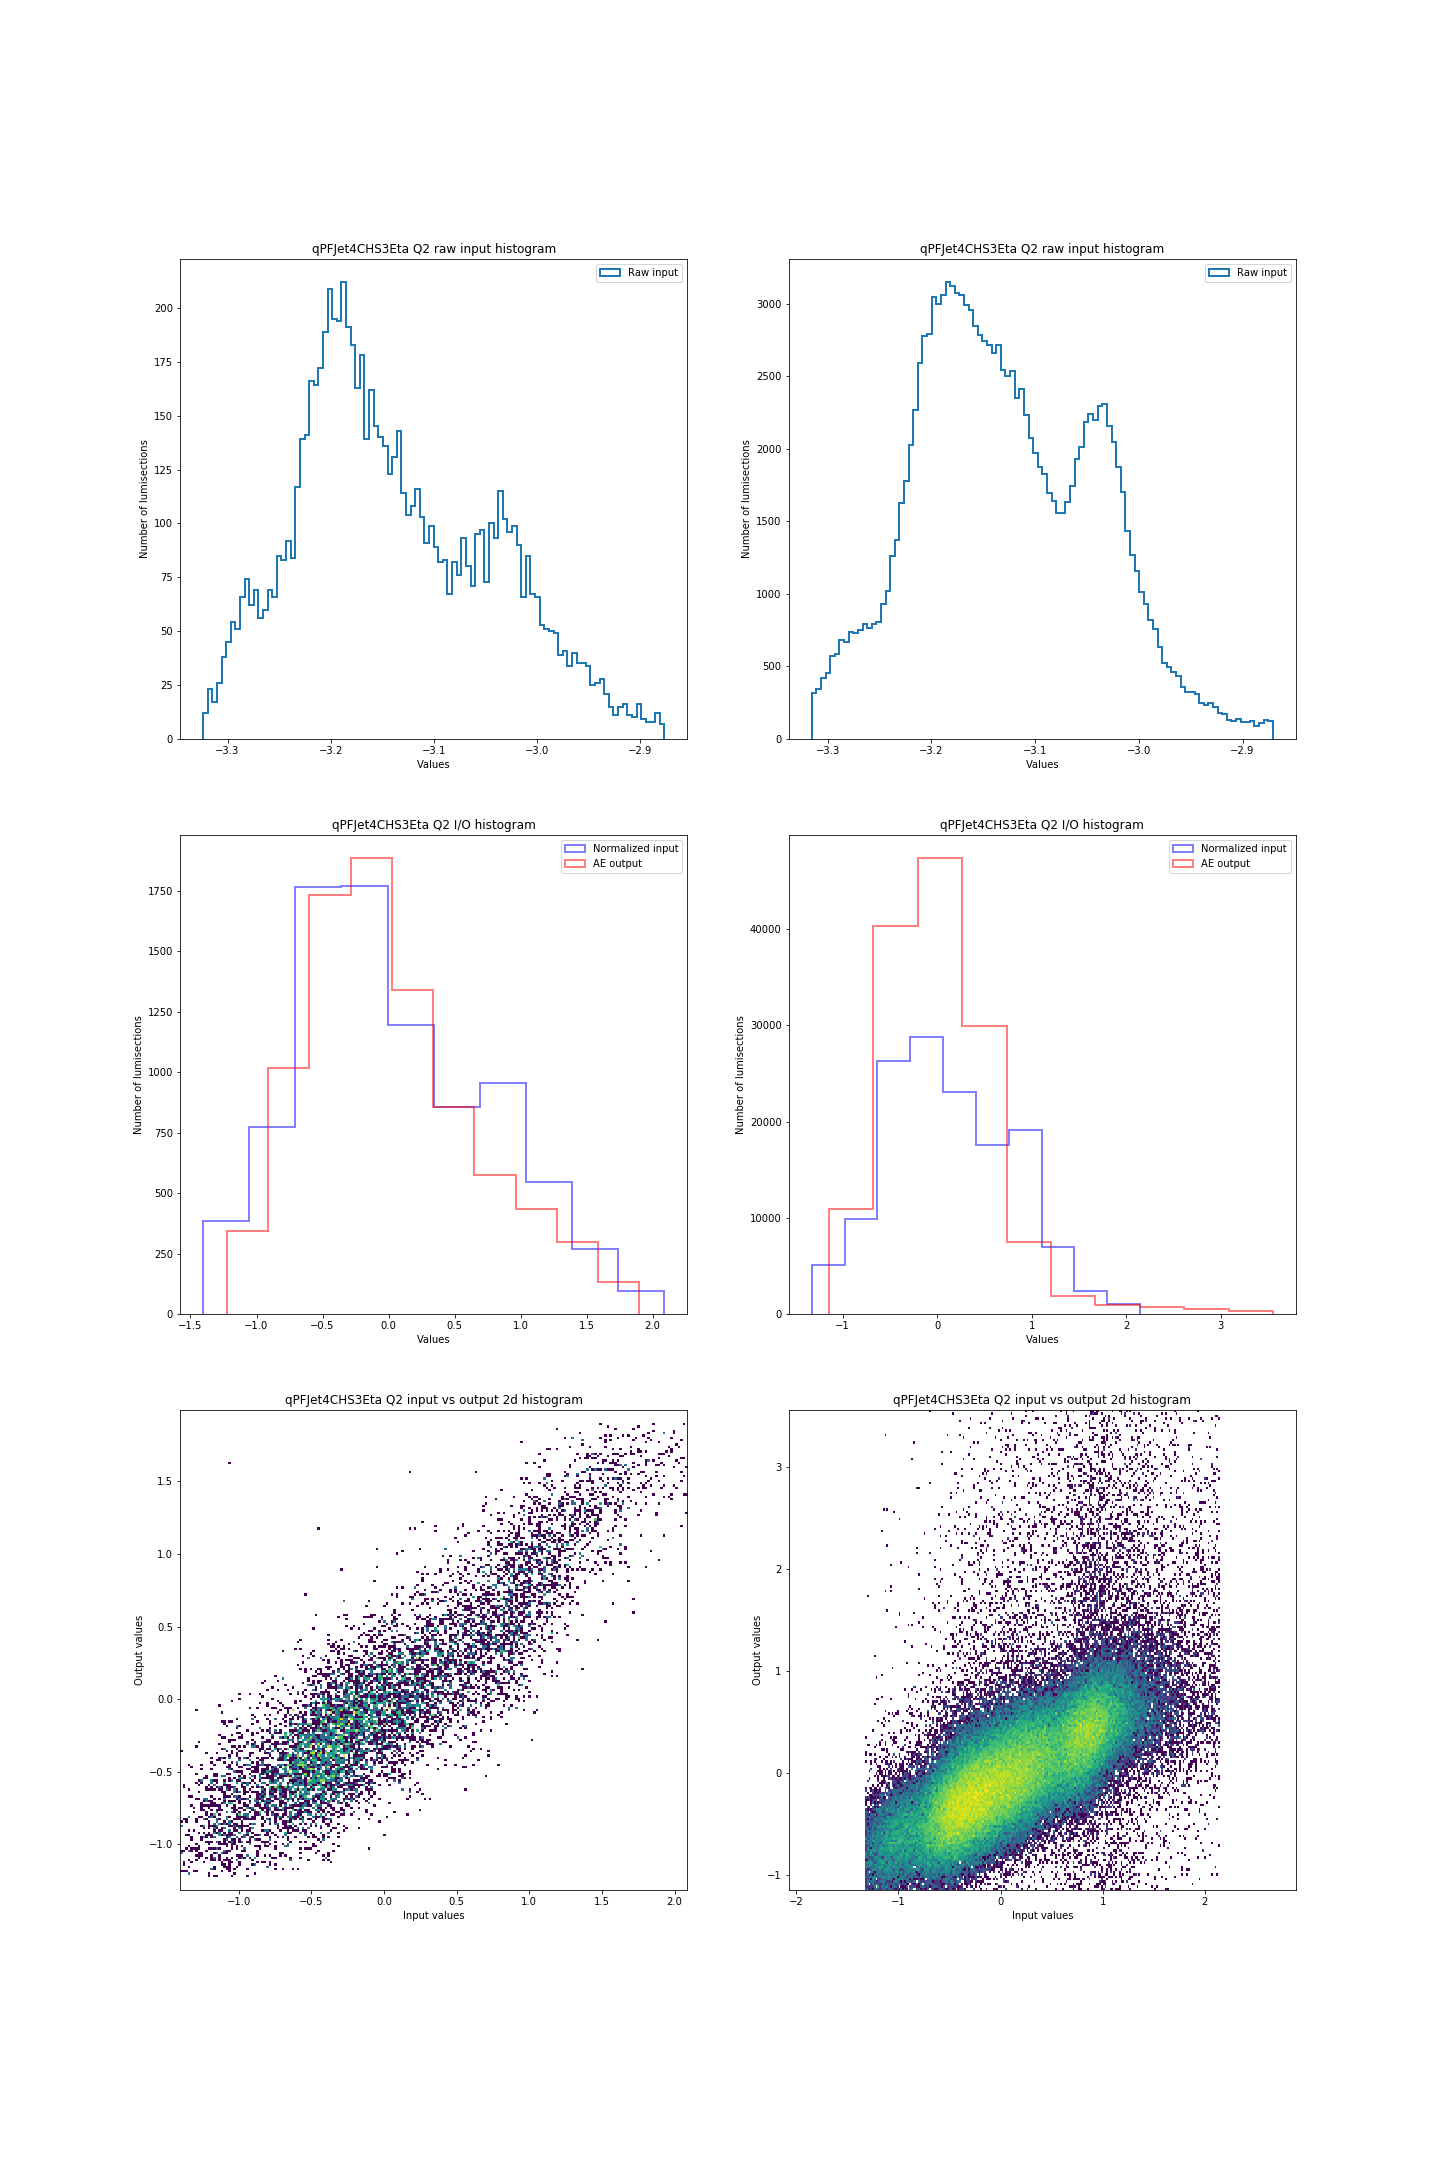 qPFJet4CHS3Eta Q2 raw input histogram
Raw input
200
175
150
125
100
75
50
25
0
Number of lumisections
−3.3 −3.2 −3.1 −3.0 −2.9
Values
qPFJet4CHS3Eta Q2 raw input histogram
Raw input
3000
2500
2000
1500
1000
500
0
Number of lumisections
−3.3 −3.2 −3.1 −3.0 −2.9
Values
qPFJet4CHS3Eta Q2 I/O histogram
Normalized input
AE output
1750
1500
1250
1000
750
500
250
0
Number of lumisections
−1.5 −1.0 −0.5 0.0 0.5 1.0 1.5 2.0
Values
qPFJet4CHS3Eta Q2 I/O histogram
Normalized input
AE output
40000
30000
20000
10000
0
Number of lumisections
−1 0 1 2 3
Values
qPFJet4CHS3Eta Q2 input vs output 2d histogram
1.5
1.0
0.5
0.0
−0.5
−1.0
Output values
−1.0 −0.5 0.0 0.5 1.0 1.5 2.0
Input values
qPFJet4CHS3Eta Q2 input vs output 2d histogram
3
2
1
0
−1
Output values
−2 −1 0 1 2
Input values